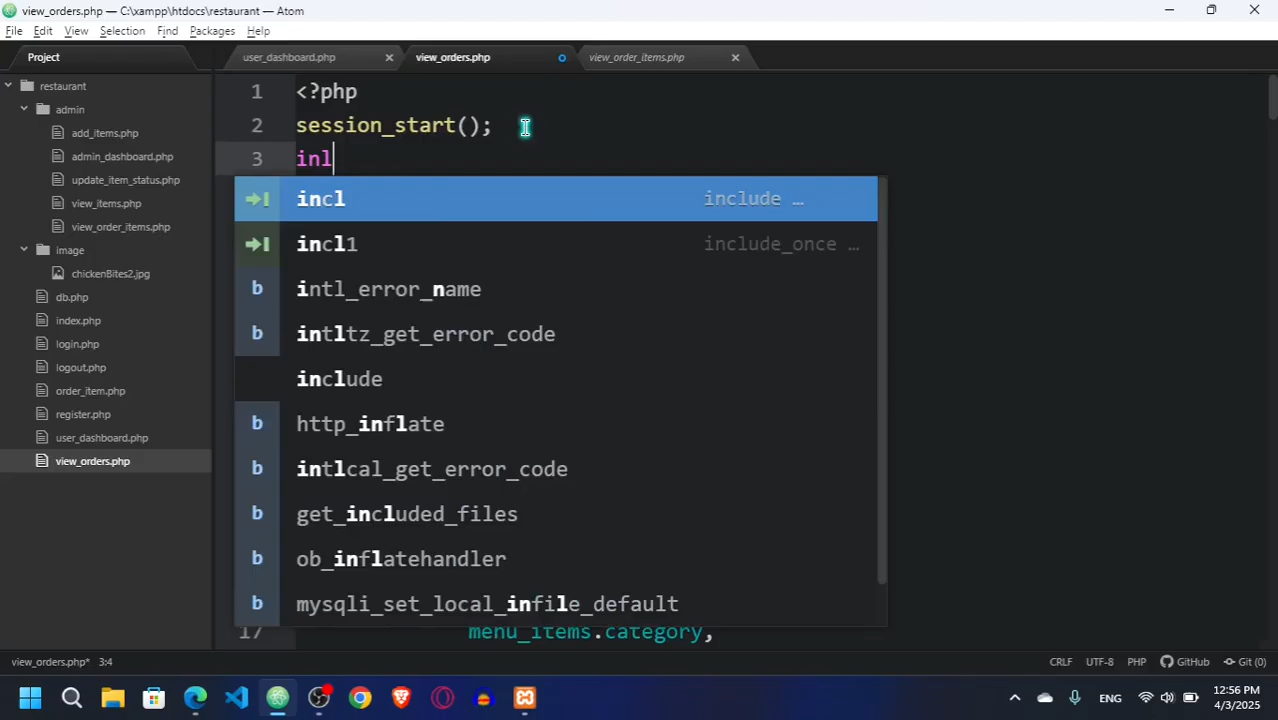 view_orders.php — C:\xampp\htdocs\restaurant — Atom
File Edit View Selection Find Packages Help
Project
restaurant
admin
add_items.php
admin_dashboard.php
update_item_status.php
view_items.php
view_order_items.php
image
chickenBites2.jpg
db.php
index.php
login.php
logout.php
order_item.php
register.php
user_dashboard.php
view_orders.php
user_dashboard.php view_orders.php view_order_items.php
1 <?php
2 session_start();
3 inl
incl include …
incl1 include_once …
b intl_error_name
b intltz_get_error_code
include
b http_inflate
b intlcal_get_error_code
b get_included_files
b ob_inflatehandler
b mysqli_set_local_infile_default
17 menu_items.category,
view_orders.php* 3:4 CRLF UTF-8 PHP GitHub Git (0)
ENG 12:56 PM
4/3/2025